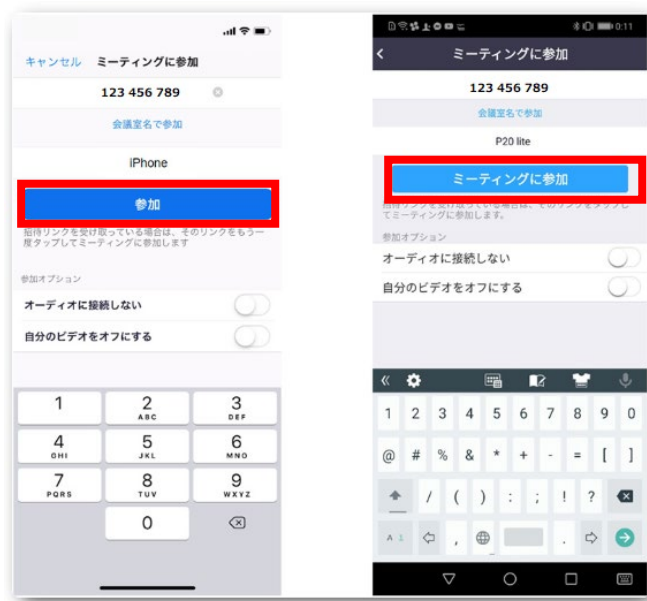 キャンセル ミーティングに参加
123 456 789
会議室名で参加
iPhone
参加
招待リンクを受け取っている場合は、そのリンクをもう一
度タップしてミーティングに参加します
参加オプション
オーディオに接続しない
自分のビデオをオフにする
1 2 3
ABC DEF
4 5 6
GHI JKL MNO
7 8 9
PQRS TUV WXYZ
0
0:11
ミーティングに参加
123 456 789
会議室名で参加
P20 lite
ミーティングに参加
招待リンクを受け取っている場合は、そのリンクをタップし
てミーティングに参加します。
参加オプション
オーディオに接続しない
自分のビデオをオフにする
1 2 3 4 5 6 7 8 9 0
@ # % & * + - = [ ]
/ ( ) : ; ! ?
, .